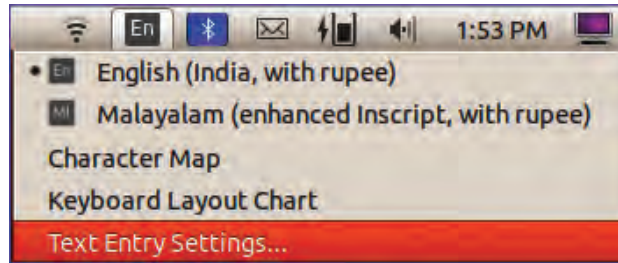 En 1:53 PM
En English (India, with rupee)
Ml Malayalam (enhanced Inscript, with rupee)
Character Map
Keyboard Layout Chart
Text Entry Settings...